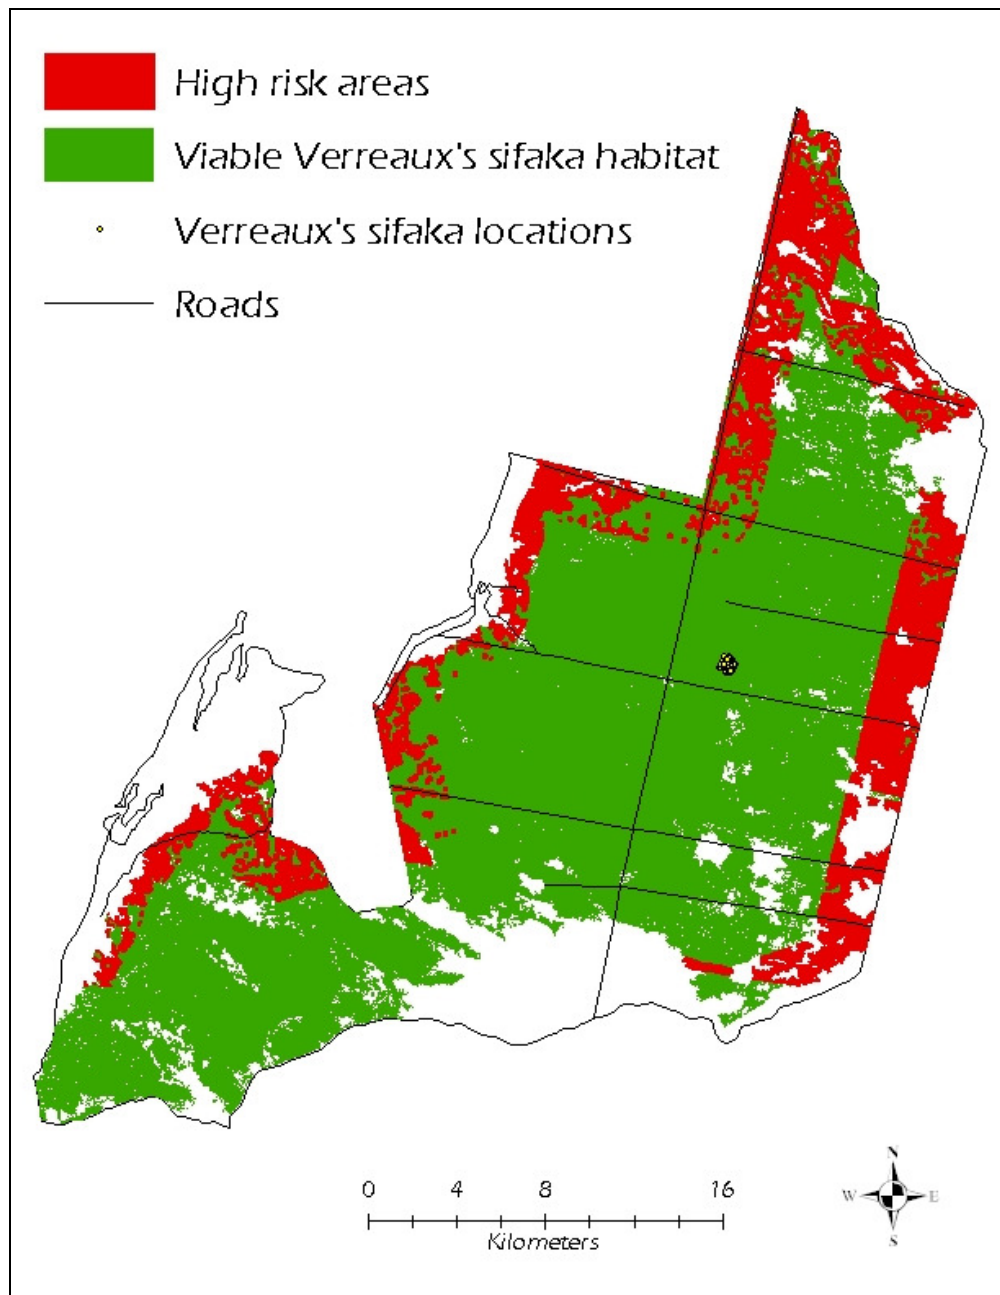 High risk areas
Viable Verreaux's sifaka habitat
Verreaux's sifaka locations
Roads
0 4 8 16
Kilometers
N
W E
S